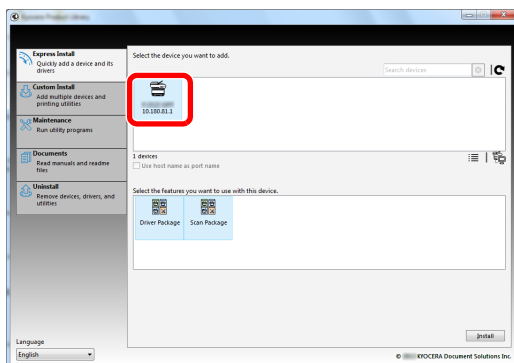 Express Install
Quickly add a device and its
drivers
Custom Install
Add multiple devices and
printing utilities
Maintenance
Run utility programs
Documents
Read manuals and readme
files
Uninstall
Remove devices, drivers, and
utilities
Language
English
Select the device you want to add.
Search devices
10.180.81.1
1 devices
Use host name as port name
Select the features you want to use with this device.
Driver Package
Scan Package
Install
© KYOCERA Document Solutions Inc.